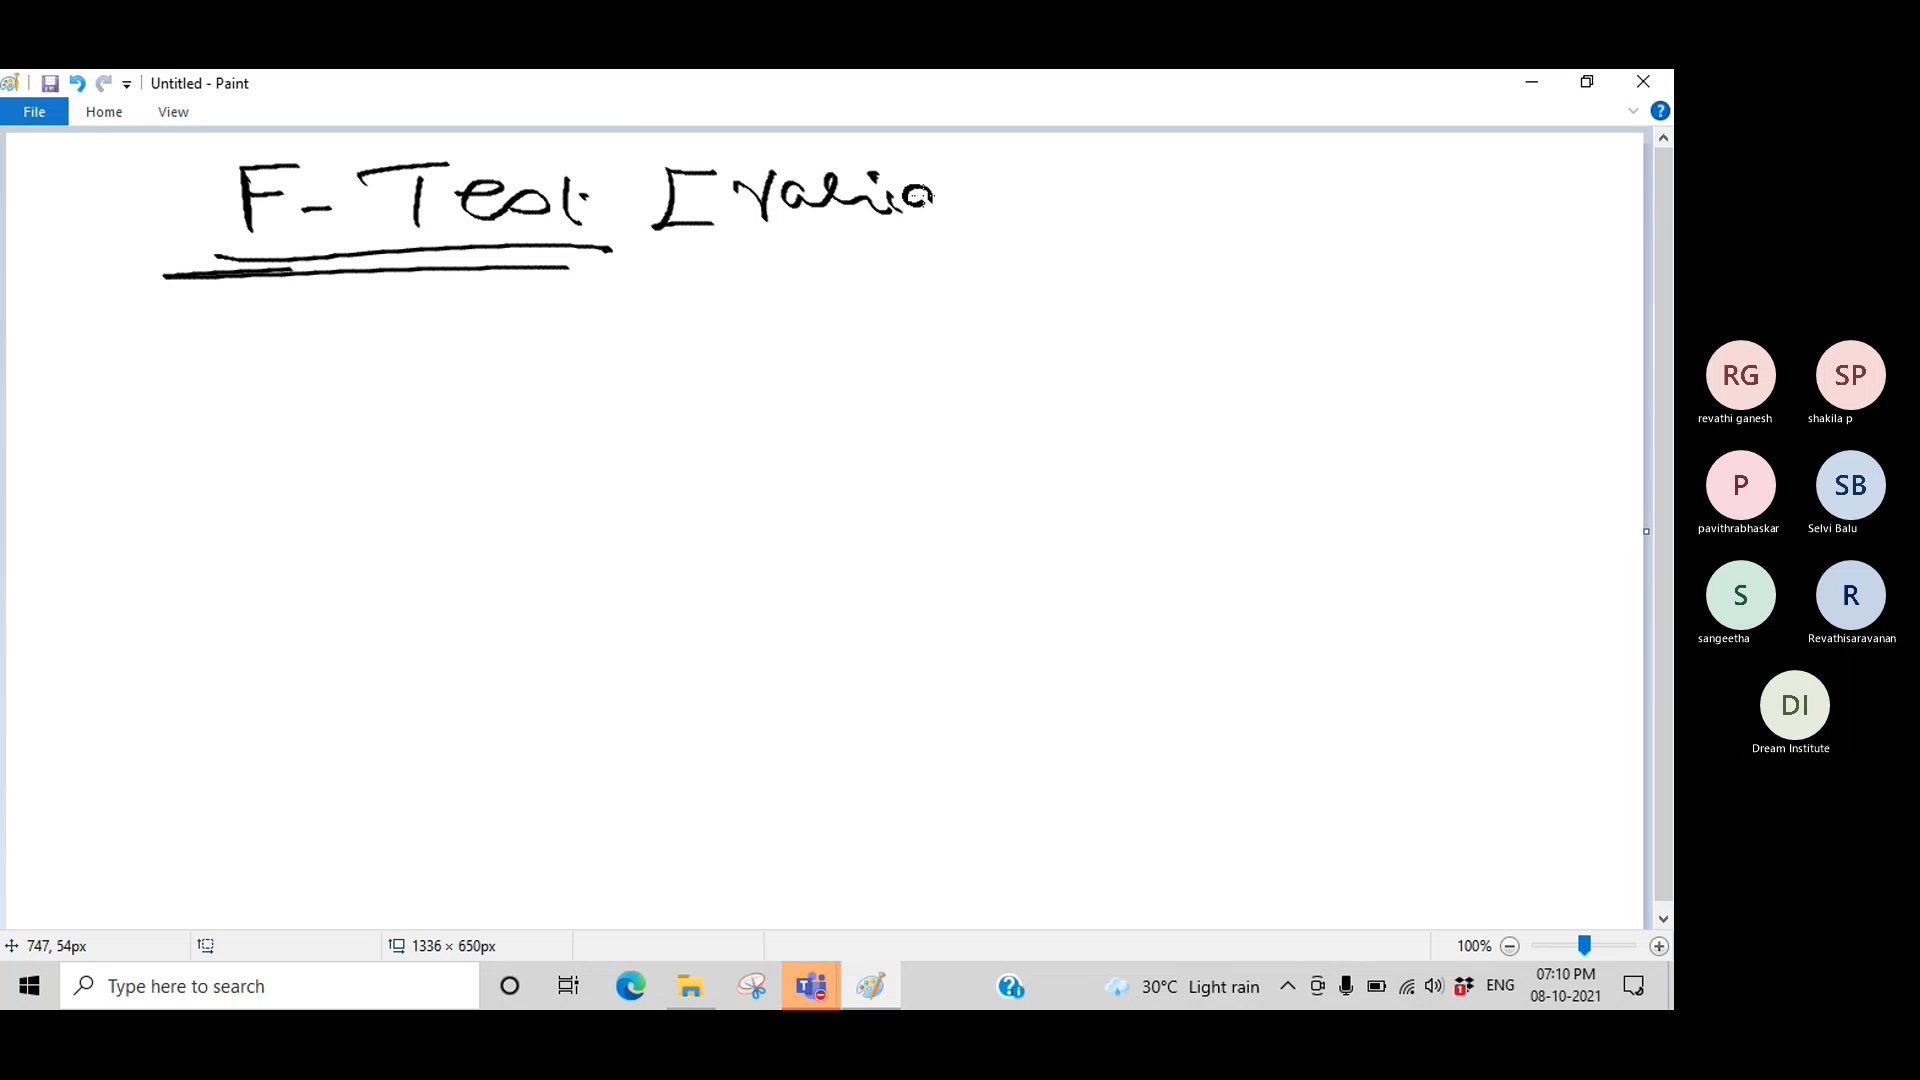 Untitled - Paint
File Home View ?
F-Test [varia
RG SP
revathi ganesh shakila p
P SB
pavithrabhaskar Selvi Balu
S R
sangeetha Revathisaravanan
DI
Dream Institute
747, 54px 1336 × 650px 100%
Type here to search 30°C Light rain ENG 07:10 PM
08-10-2021